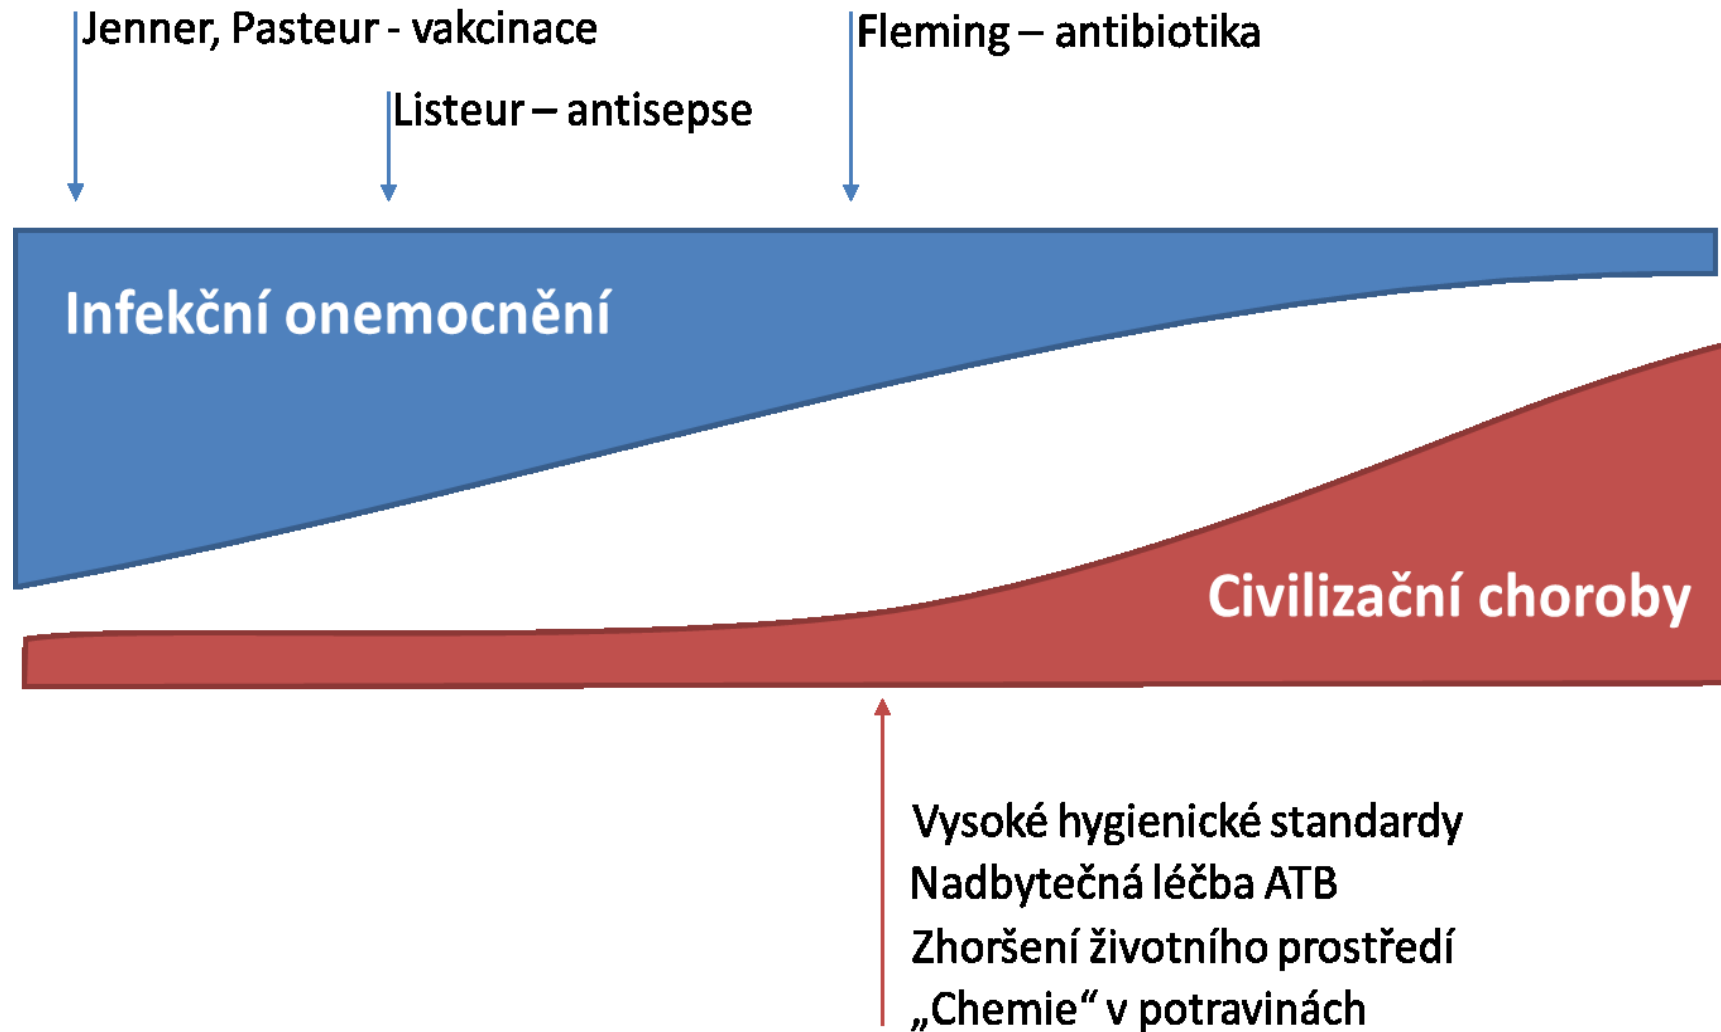 Jenner, Pasteur - vakcinace
Fleming – antibiotika
Listeur – antisepse
Infekční onemocnění
Civilizační choroby
Vysoké hygienické standardy
Nadbytečná léčba ATB
Zhoršení životního prostředí
„Chemie“ v potravinách